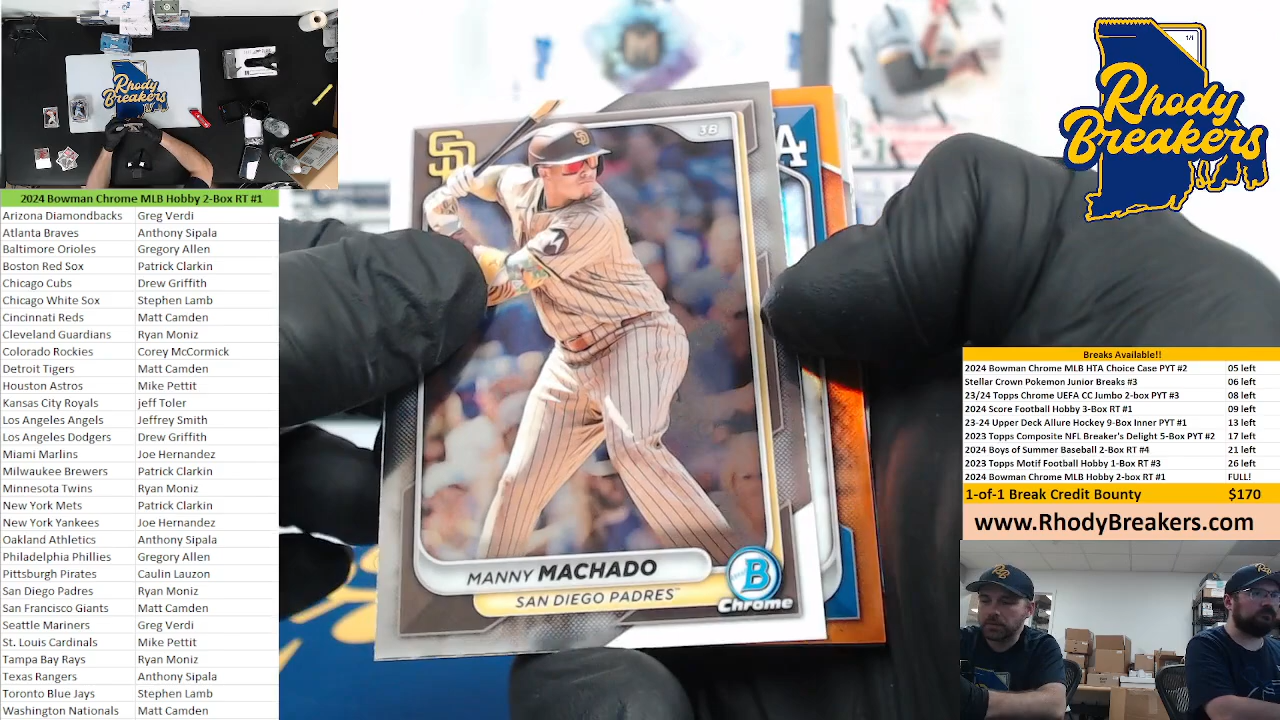 Rhody
Breakers
2024 Bowman Chrome MLB Hobby 2-Box RT #1
Arizona Diamondbacks Greg Verdi
Atlanta Braves Anthony Sipala
Baltimore Orioles Gregory Allen
Boston Red Sox Patrick Clarkin
Chicago Cubs Drew Griffith
Chicago White Sox Stephen Lamb
Cincinnati Reds Matt Camden
Cleveland Guardians Ryan Moniz
Colorado Rockies Corey McCormick
Detroit Tigers Matt Camden
Houston Astros Mike Pettit
Kansas City Royals jeff Toler
Los Angeles Angels Jeffrey Smith
Los Angeles Dodgers Drew Griffith
Miami Marlins Joe Hernandez
Milwaukee Brewers Patrick Clarkin
Minnesota Twins Ryan Moniz
New York Mets Patrick Clarkin
New York Yankees Joe Hernandez
Oakland Athletics Anthony Sipala
Philadelphia Phillies Gregory Allen
Pittsburgh Pirates Caulin Lauzon
San Diego Padres Ryan Moniz
San Francisco Giants Matt Camden
Seattle Mariners Greg Verdi
St. Louis Cardinals Mike Pettit
Tampa Bay Rays Ryan Moniz
Texas Rangers Anthony Sipala
Toronto Blue Jays Stephen Lamb
Washington Nationals Matt Camden
SD
38
MANNY MACHADO
SAN DIEGO PADRES™
B
Chrome
1/1
Rhody
Breakers
Breaks Available!!
2024 Bowman Chrome MLB HTA Choice Case PYT #2 05 left
Stellar Crown Pokemon Junior Breaks #3 06 left
23/24 Topps Chrome UEFA CC Jumbo 2-box PYT #3 08 left
2024 Score Football Hobby 3-Box RT #1 09 left
23-24 Upper Deck Allure Hockey 9-Box Inner PYT #1 13 left
2023 Topps Composite NFL Breaker's Delight 5-Box PYT #2 17 left
2024 Boys of Summer Baseball 2-Box RT #4 21 left
2023 Topps Motif Football Hobby 1-Box RT #3 26 left
2024 Bowman Chrome MLB Hobby 2-box RT #1 FULL!
1-of-1 Break Credit Bounty $170
www.RhodyBreakers.com